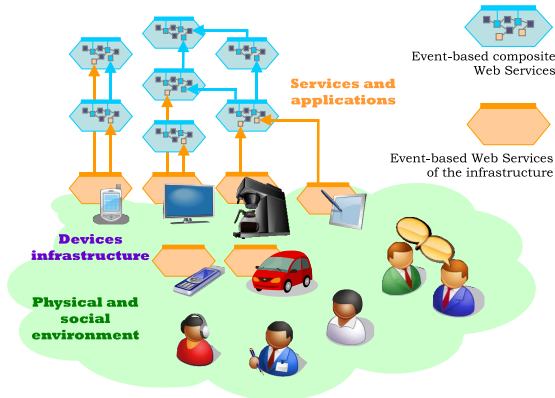 Event-based composite
Web Services
Services and
applications
Event-based Web Services
of the infrastructure
Devices
infrastructure
Physical and
social
environment